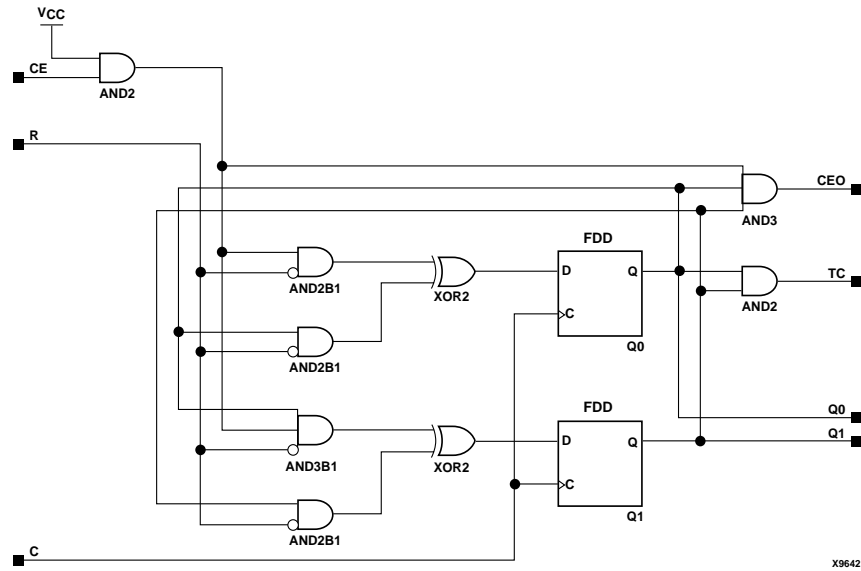 VCC
CE
AND2
R
CEO
AND3
FDD
D
Q
C
Q0
AND2B1
XOR2
AND2B1
TC
AND2
FDD
D
Q
C
Q1
AND3B1
XOR2
AND2B1
Q0
Q1
C
X9642